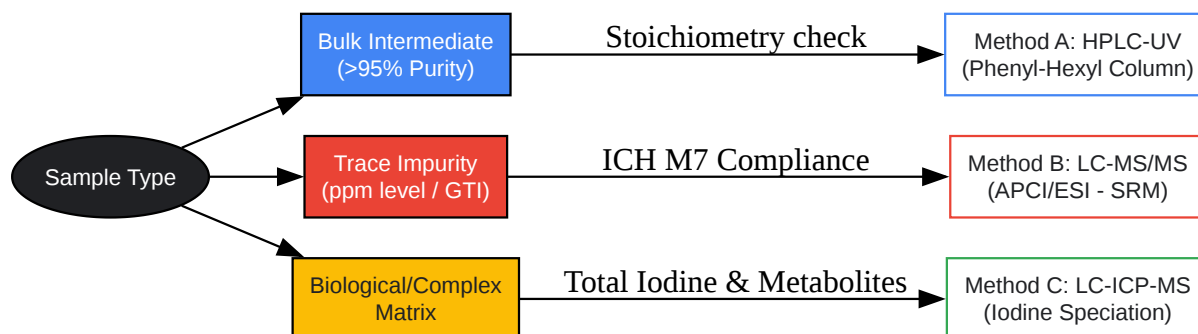 Bulk Intermediate
(>95% Purity)
Stoichiometry check
Method A: HPLC-UV
(Phenyl-Hexyl Column)
Sample Type
Trace Impurity
(ppm level / GTI)
ICH M7 Compliance
Method B: LC-MS/MS
(APCI/ESI - SRM)
Biological/Complex
Matrix
Total Iodine & Metabolites
Method C: LC-ICP-MS
(Iodine Speciation)